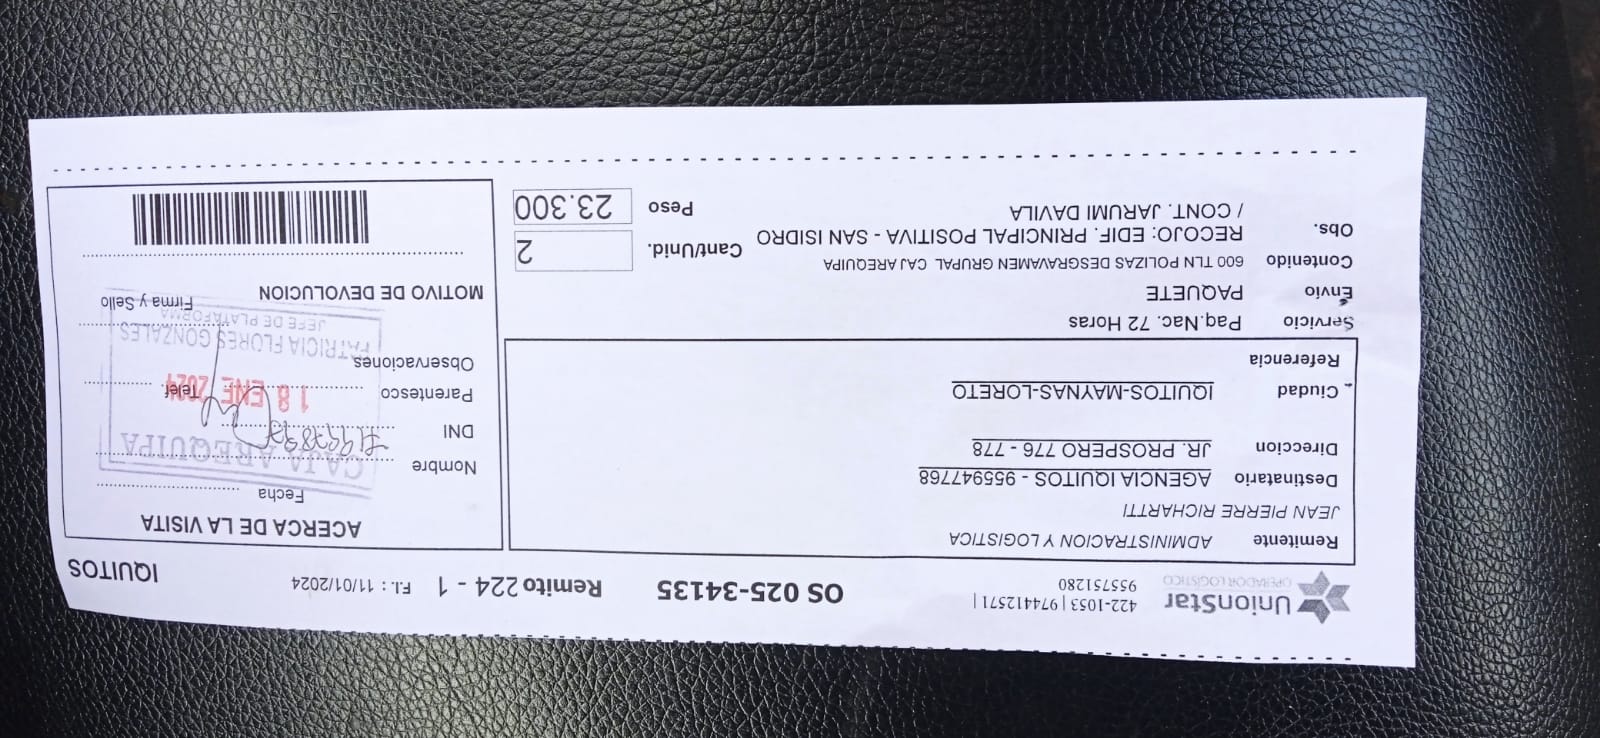 UnionStar
OPERADOR LOGISTICO
422-1053 | 974412571 |
955751280
OS 025-34135
Remito 224 - 1
F.I. : 11/01/2024
IQUITOS
Remitente ADMINISTRACION Y LOGISTICA
JEAN PIERRE RICHARTTI
Destinatario AGENCIA IQUITOS - 955947768
Direccion JR. PROSPERO 776 - 778
Ciudad IQUITOS-MAYNAS-LORETO
Referencia
Servicio Paq.Nac. 72 Horas
Envio PAQUETE
Contenido 600 TLN POLIZAS DESGRAVAMEN GRUPAL CAJ AREQUIPA
Obs. RECOJO: EDIF. PRINCIPAL POSITIVA - SAN ISIDRO
/ CONT. JARUMI DAVILA
Cant/Unid. 2
Peso 23.300
ACERCA DE LA VISITA
Fecha
Nombre
DNI
Parentesco
Telef.
Observaciones
Firma y Sello
CAJA AREQUIPA
18 ENE 2024
PATRICIA FLORES GONZALES
JEFE DE PLATAFORMA
MOTIVO DE DEVOLUCION